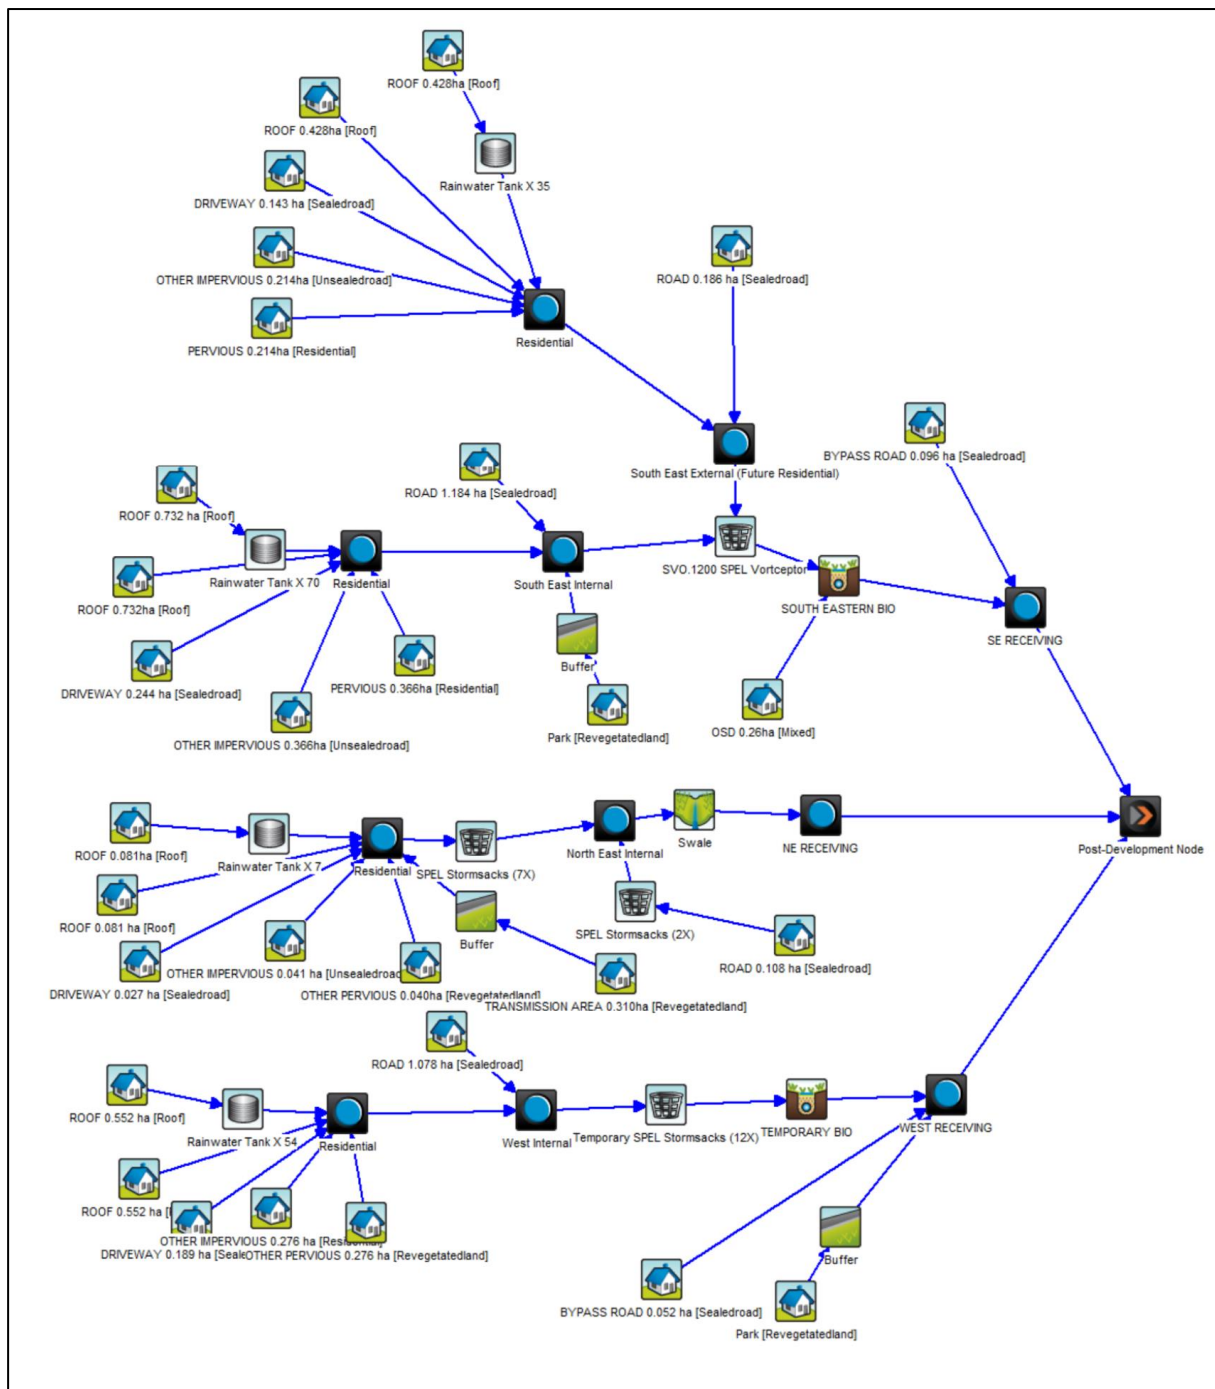 ROOF 0.428ha [Roof]
ROOF 0.428ha [Roof]
Rainwater Tank X 35
DRIVEWAY 0.143 ha [Sealedroad]
OTHER IMPERVIOUS 0.214ha [Unsealedroad]
ROAD 0.186 ha [Sealedroad]
PERVIOUS 0.214ha [Residential]
Residential
South East External (Future Residential)
BYPASS ROAD 0.096 ha [Sealedroad]
ROAD 1.184 ha [Sealedroad]
ROOF 0.732 ha [Roof]
Rainwater Tank X 70
Residential
South East Internal
SVO.1200 SPEL Vortceptor
ROOF 0.732ha [Roof]
SOUTH EASTERN BIO
SE RECEIVING
Buffer
DRIVEWAY 0.244 ha [Sealedroad]
PERVIOUS 0.366ha [Residential]
OTHER IMPERVIOUS 0.366ha [Unsealedroad]
Park [Revegetatedland]
OSD 0.26ha [Mixed]
ROOF 0.081ha [Roof]
Rainwater Tank X 7
Residential
SPEL Stormsacks (7X)
North East Internal
Swale
NE RECEIVING
Post-Development Node
ROOF 0.081 ha [Roof]
Buffer
SPEL Stormsacks (2X)
OTHER IMPERVIOUS 0.041 ha [Unsealedroad
ROAD 0.108 ha [Sealedroad]
DRIVEWAY 0.027 ha [Sealedroad]
OTHER PERVIOUS 0.040ha [Revegetatedland]
TRANSMISSION AREA 0.310ha [Revegetatedland]
ROAD 1.078 ha [Sealedroad]
ROOF 0.552 ha [Roof]
Rainwater Tank X 54
Residential
West Internal
Temporary SPEL Stormsacks (12X)
TEMPORARY BIO
WEST RECEIVING
ROOF 0.552 ha
OTHER IMPERVIOUS 0.276 ha
DRIVEWAY 0.189 ha
OTHER PERVIOUS 0.276 ha [Revegetatedland]
Buffer
BYPASS ROAD 0.052 ha [Sealedroad]
Park [Revegetatedland]